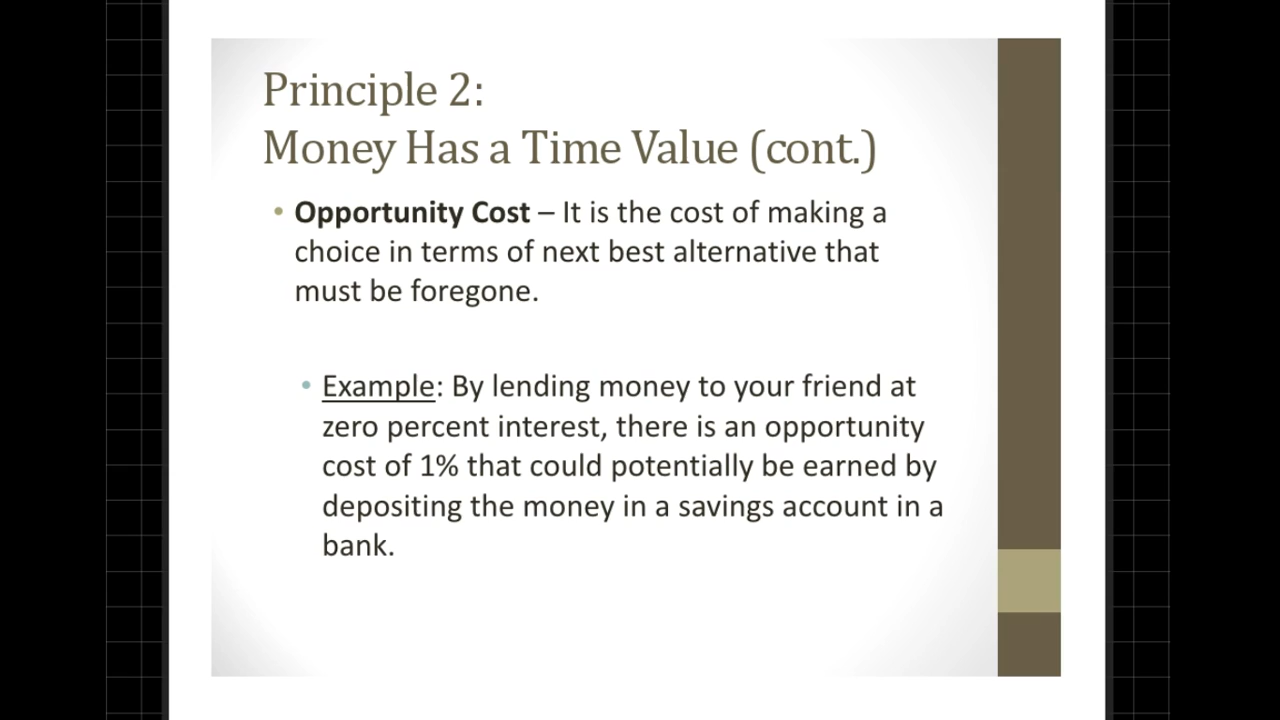 Principle 2:
Money Has a Time Value (cont.)
• Opportunity Cost – It is the cost of making a
choice in terms of next best alternative that
must be foregone.
• Example: By lending money to your friend at
zero percent interest, there is an opportunity
cost of 1% that could potentially be earned by
depositing the money in a savings account in a
bank.